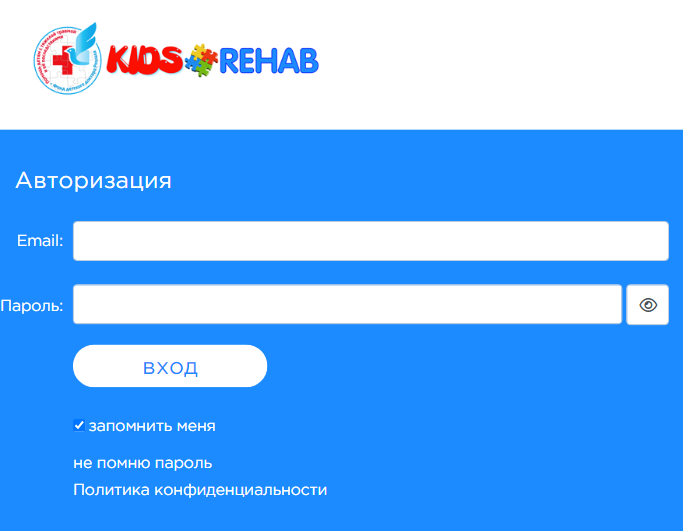 KIDS REHAB
Авторизация
Email:
Пароль:
ВХОД
запомнить меня
не помню пароль
Политика конфиденциальности